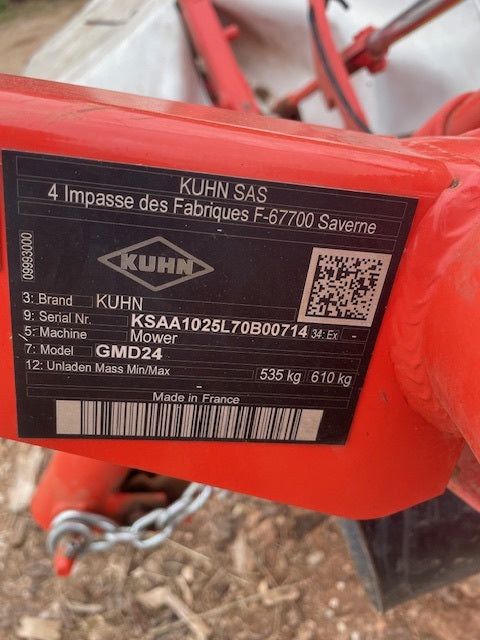 KUHN SAS
4 Impasse des Fabriques F-67700 Saverne
09993000
KUHN
3: Brand KUHN
9: Serial Nr. KSAA1025L70B00714 34: Ex -
5: Machine Mower
7: Model GMD24
12: Unladen Mass Min/Max 535 kg 610 kg
-
Made in France